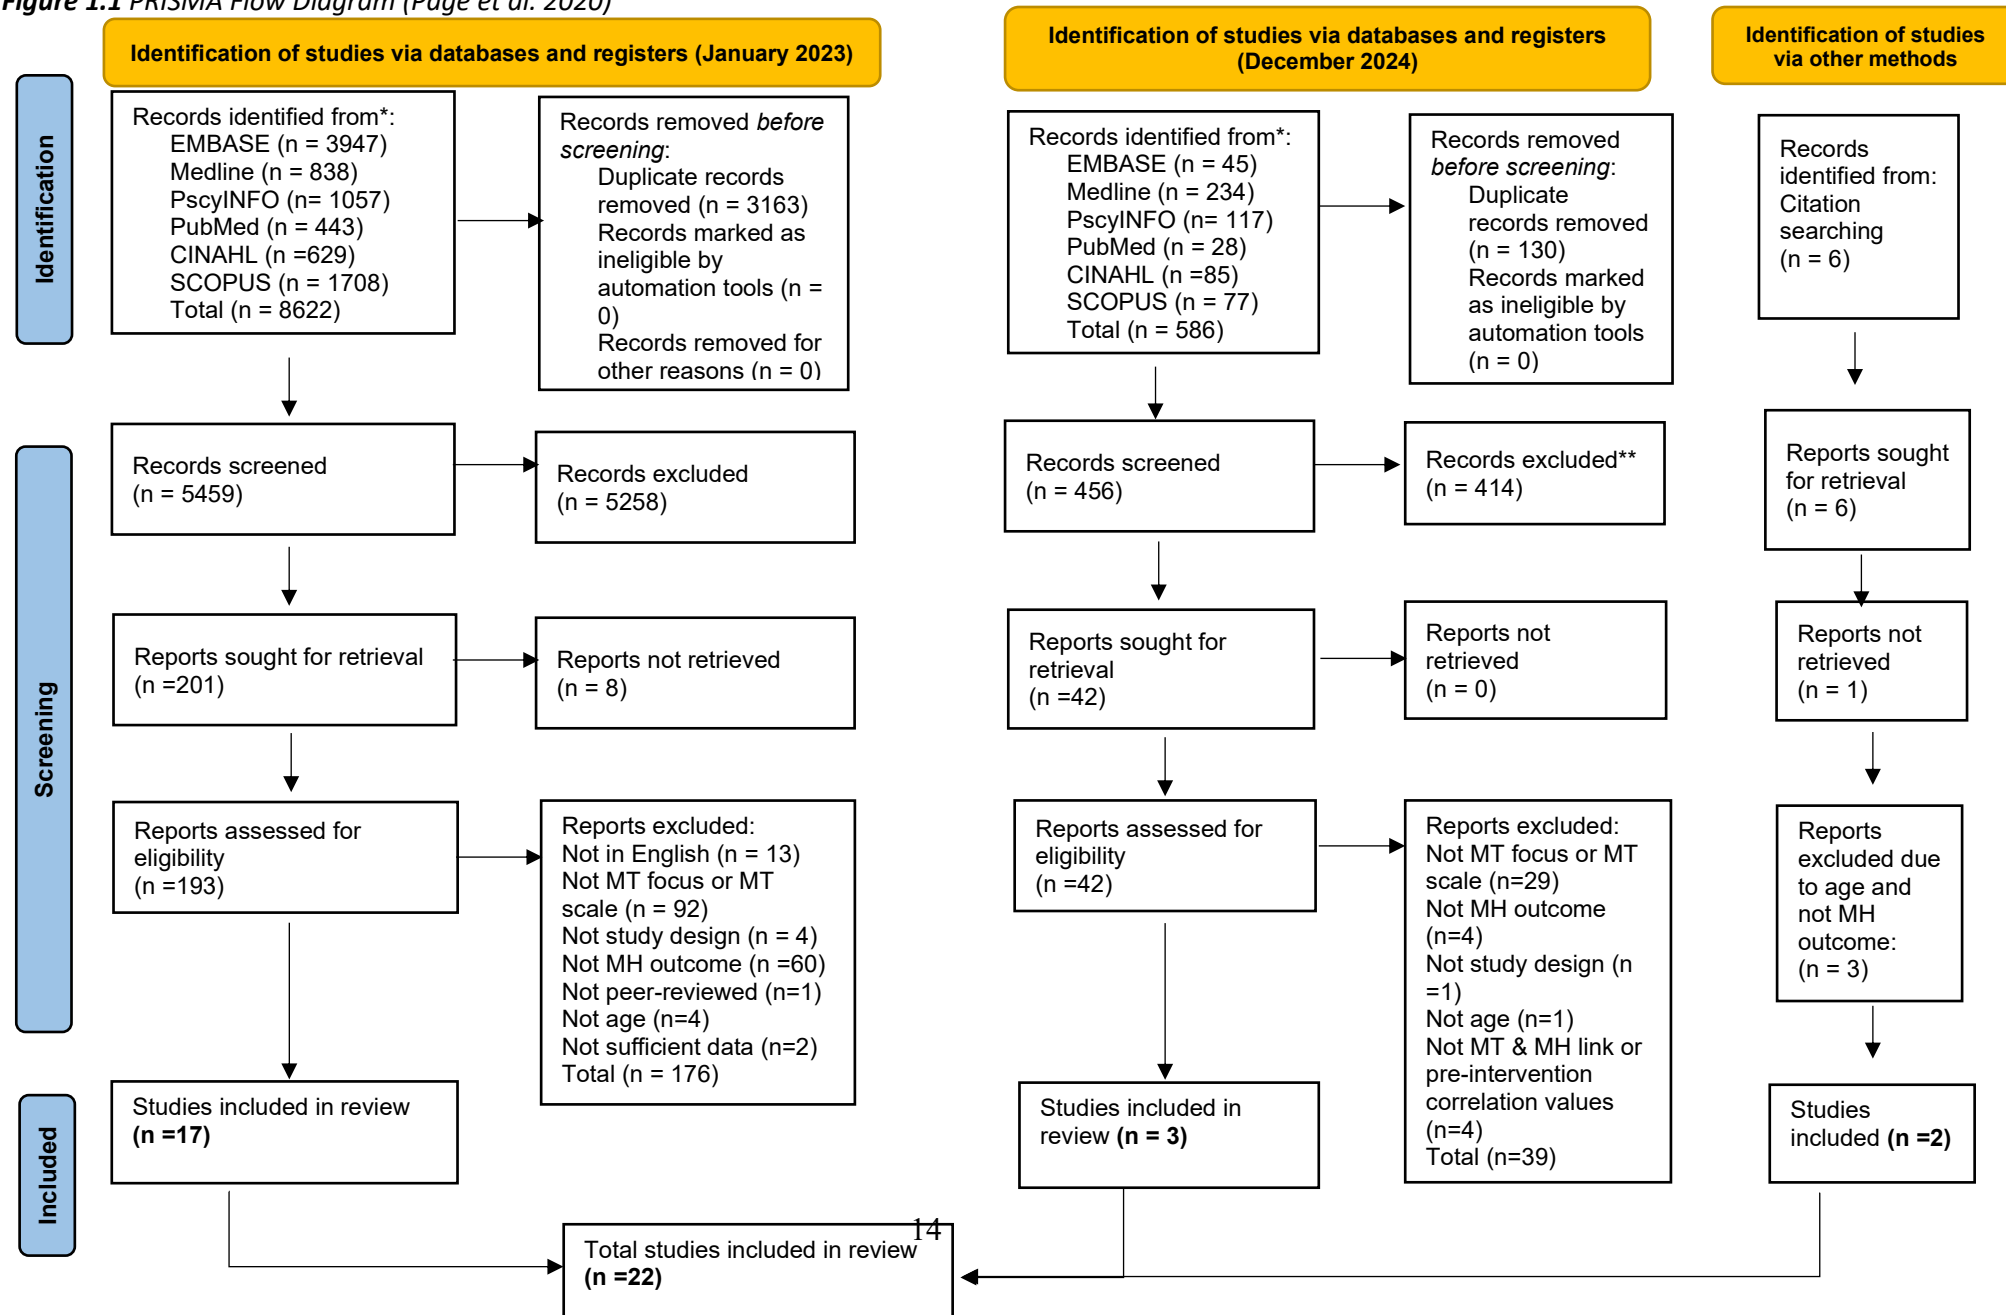 Figure 1.1 PRISMA Flow Diagram (Page et al. 2020)
Identification of studies via databases and registers (January 2023)
Identification
Records identified from*:
EMBASE (n = 3947)
Medline (n = 838)
PscyINFO (n= 1057)
PubMed (n = 443)
CINAHL (n =629)
SCOPUS (n = 1708)
Total (n = 8622)
Records removed before
screening:
Duplicate records
removed (n = 3163)
Records marked as
ineligible by
automation tools (n =
0)
Records removed for
other reasons (n = 0)
Screening
Records screened
(n = 5459)
Records excluded
(n = 5258)
Reports sought for retrieval
(n =201)
Reports not retrieved
(n = 8)
Reports assessed for
eligibility
(n =193)
Reports excluded:
Not in English (n = 13)
Not MT focus or MT
scale (n = 92)
Not study design (n = 4)
Not MH outcome (n =60)
Not peer-reviewed (n=1)
Not age (n=4)
Not sufficient data (n=2)
Total (n = 176)
Included
Studies included in review
(n =17)
Identification of studies via databases and registers
(December 2024)
Records identified from*:
EMBASE (n = 45)
Medline (n = 234)
PscyINFO (n= 117)
PubMed (n = 28)
CINAHL (n =85)
SCOPUS (n = 77)
Total (n = 586)
Records removed
before screening:
Duplicate
records removed
(n = 130)
Records marked
as ineligible by
automation tools
(n = 0)
Records screened
(n = 456)
Records excluded**
(n = 414)
Reports sought for
retrieval
(n =42)
Reports not
retrieved
(n = 0)
Reports assessed for
eligibility
(n =42)
Reports excluded:
Not MT focus or MT
scale (n=29)
Not MH outcome
(n=4)
Not study design (n
=1)
Not age (n=1)
Not MT & MH link or
pre-intervention
correlation values
(n=4)
Total (n=39)
Studies included in
review (n = 3)
Identification of studies
via other methods
Records
identified from:
Citation
searching
(n = 6)
Reports sought
for retrieval
(n = 6)
Reports not
retrieved
(n = 1)
Reports
excluded due
to age and
not MH
outcome:
(n = 3)
Studies
included (n =2)
Total studies included in review
(n =22)
14